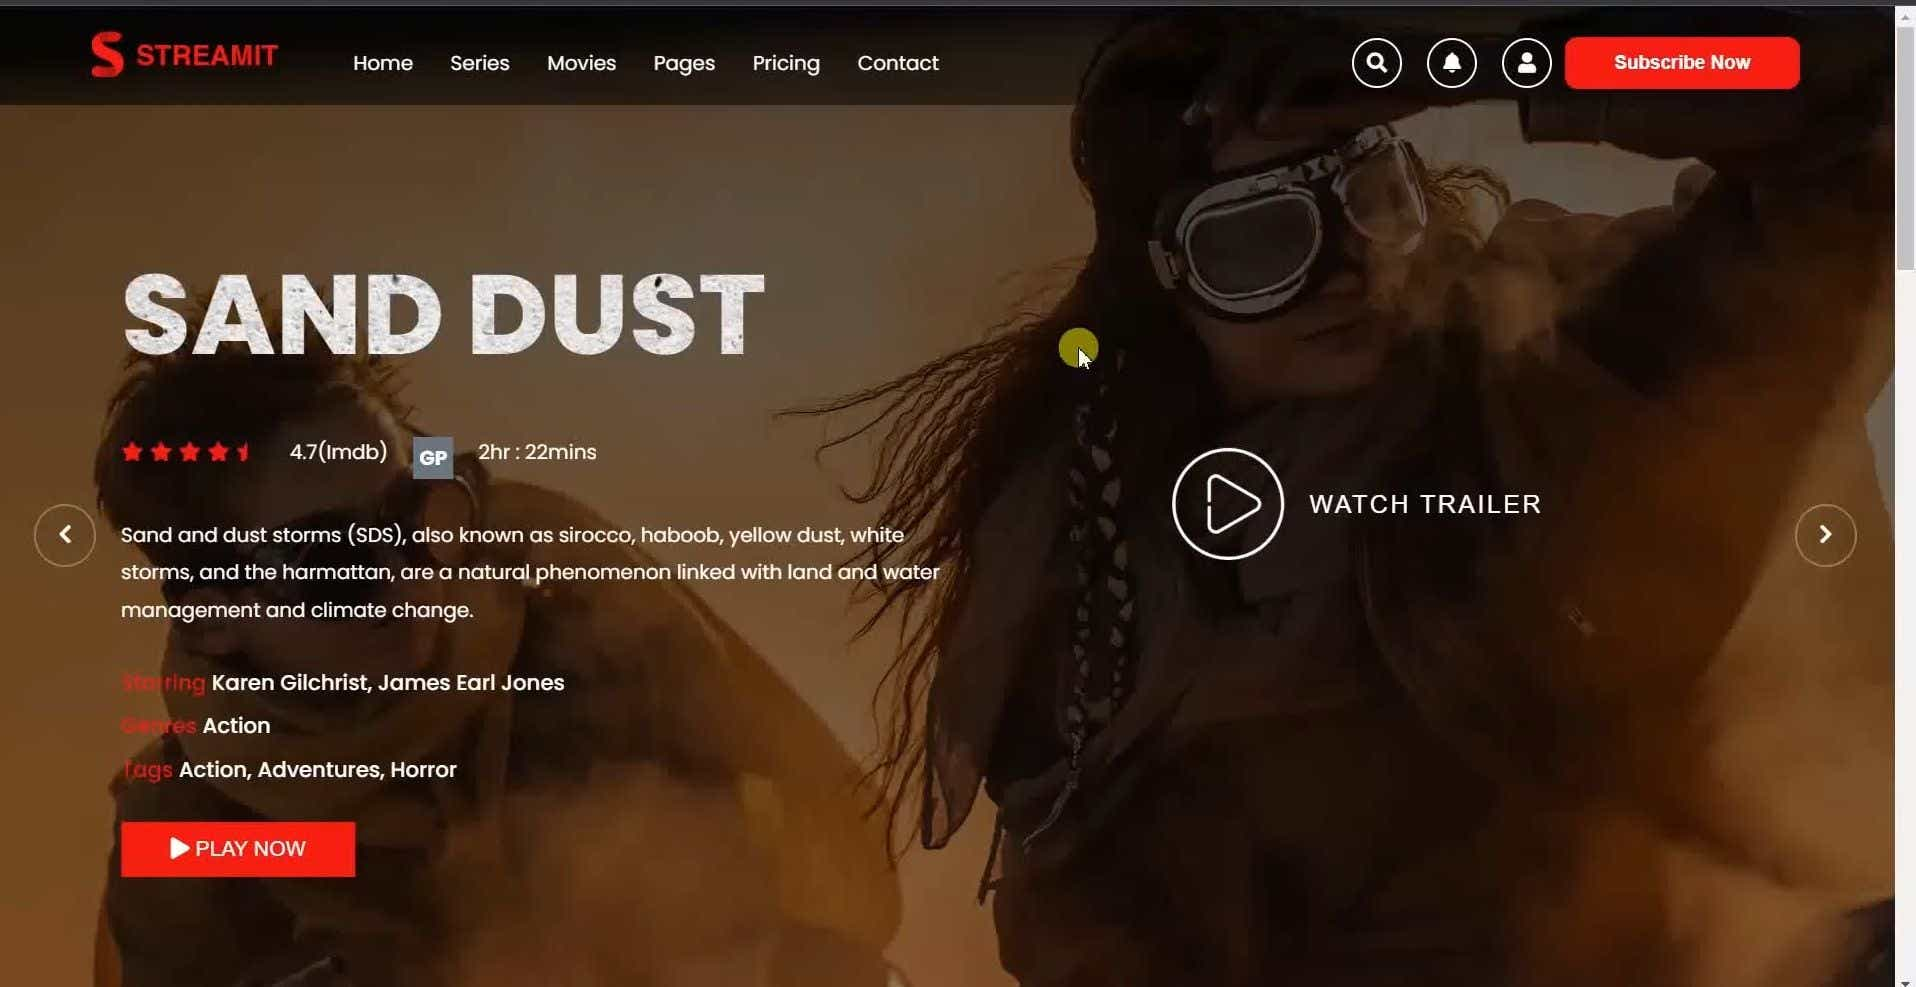 STREAMIT
Home Series Movies Pages Pricing Contact
Subscribe Now
SAND DUST
4.7(Imdb) GP 2hr : 22mins
Sand and dust storms (SDS), also known as sirocco, haboob, yellow dust, white
storms, and the harmattan, are a natural phenomenon linked with land and water
management and climate change.
WATCH TRAILER
Starring Karen Gilchrist, James Earl Jones
Genres Action
Tags Action, Adventures, Horror
PLAY NOW